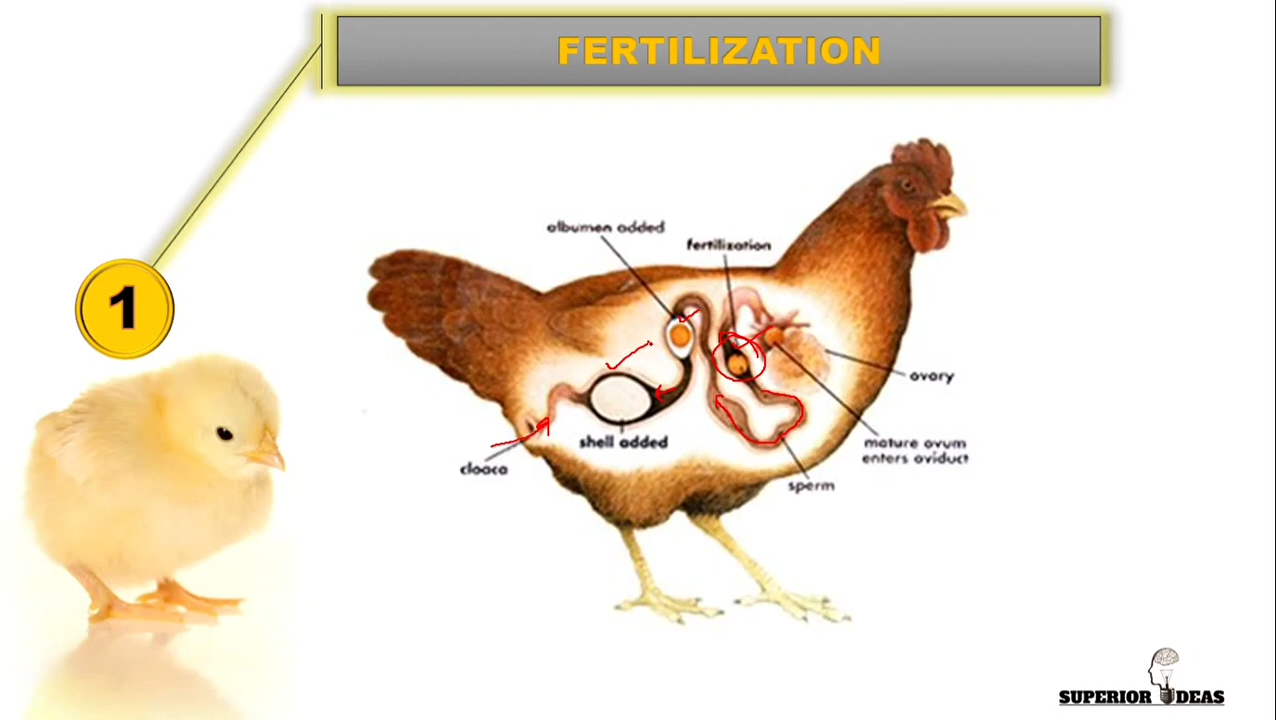 FERTILIZATION
1
albumen added
fertilization
ovary
shell added
mature ovum
enters oviduct
cloaca
sperm
SUPERIOR IDEAS